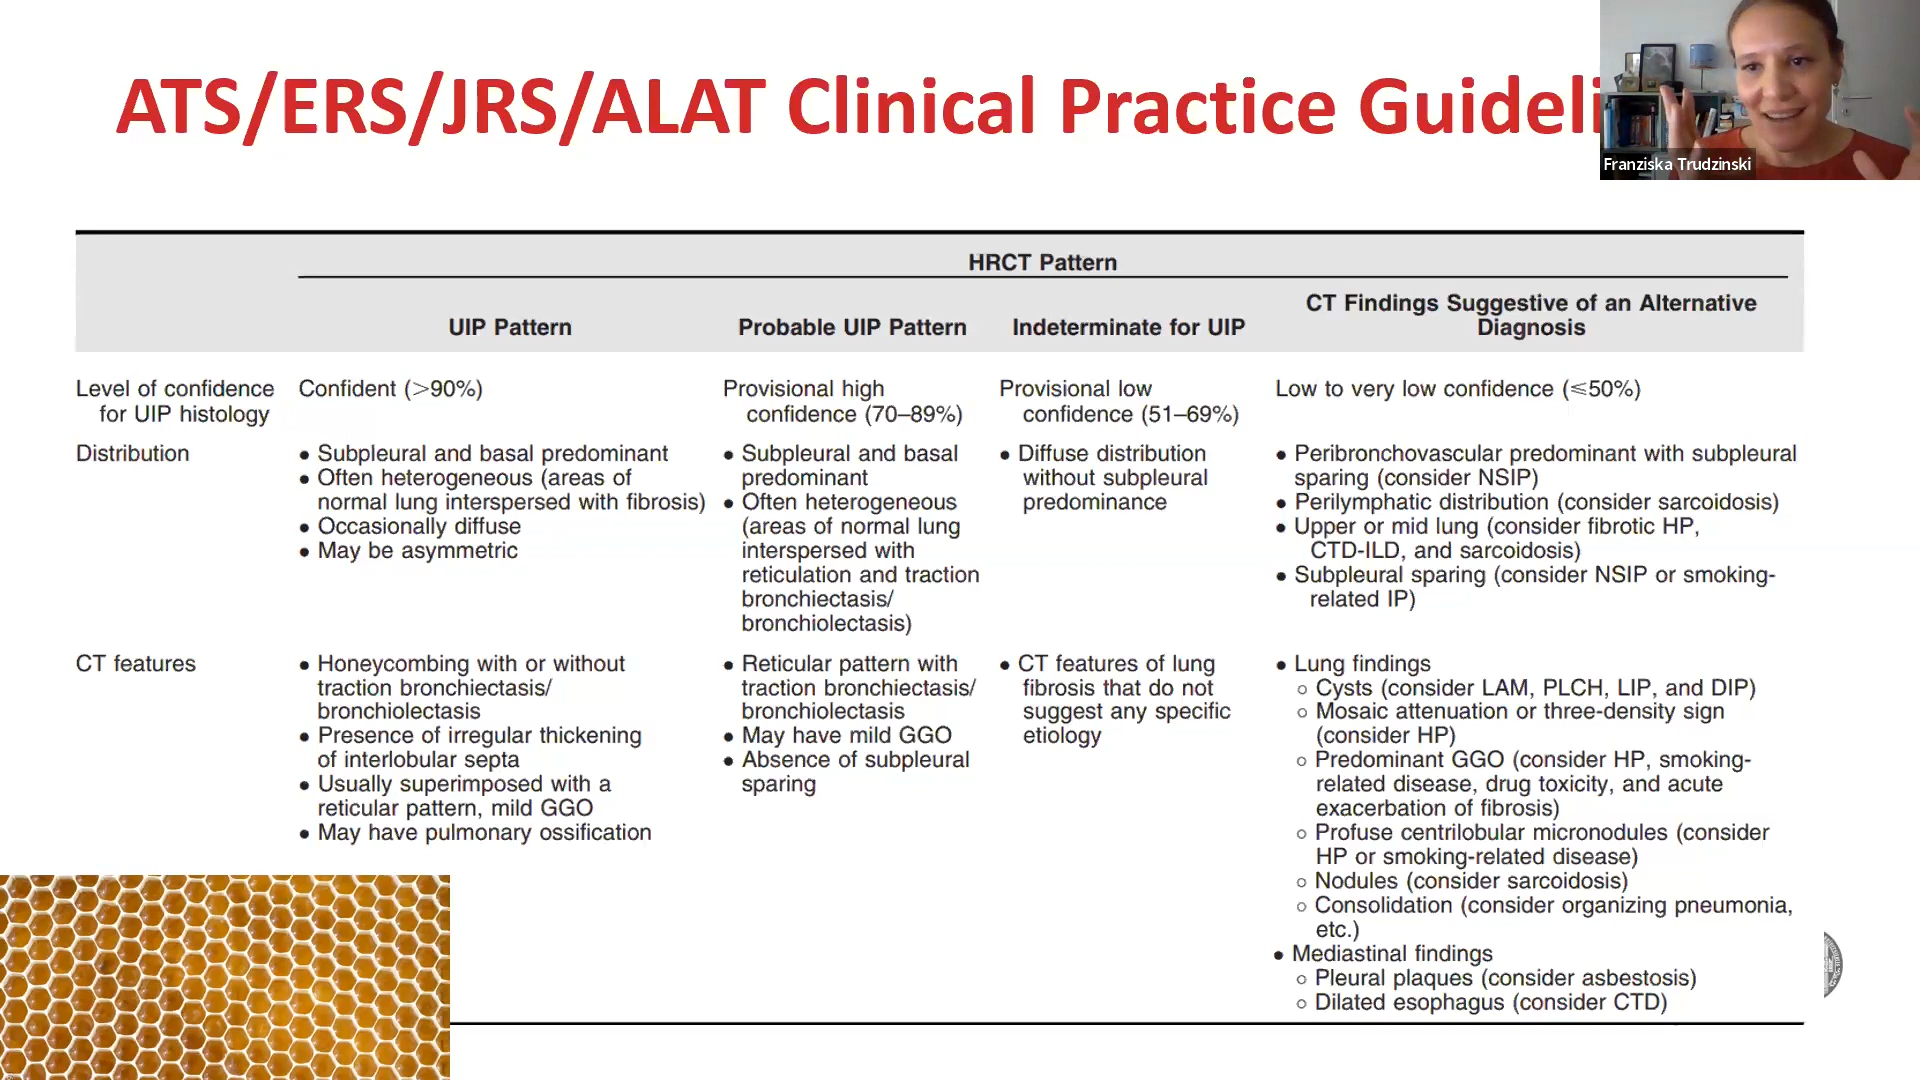 ATS/ERS/JRS/ALAT Clinical Practice Guideli
Franziska Trudzinski
HRCT Pattern
UIP Pattern
Probable UIP Pattern
Indeterminate for UIP
CT Findings Suggestive of an Alternative
Diagnosis
Level of confidence
for UIP histology
Confident (>90%)
Provisional high
confidence (70–89%)
Provisional low
confidence (51–69%)
Low to very low confidence (⩽50%)
Distribution
● Subpleural and basal predominant
● Often heterogeneous (areas of
normal lung interspersed with fibrosis)
● Occasionally diffuse
● May be asymmetric
● Subpleural and basal
predominant
● Often heterogeneous
(areas of normal lung
interspersed with
reticulation and traction
bronchiectasis/
bronchiolectasis)
● Diffuse distribution
without subpleural
predominance
● Peribronchovascular predominant with subpleural
sparing (consider NSIP)
● Perilymphatic distribution (consider sarcoidosis)
● Upper or mid lung (consider fibrotic HP,
CTD-ILD, and sarcoidosis)
● Subpleural sparing (consider NSIP or smoking-
related IP)
CT features
● Honeycombing with or without
traction bronchiectasis/
bronchiolectasis
● Presence of irregular thickening
of interlobular septa
● Usually superimposed with a
reticular pattern, mild GGO
● May have pulmonary ossification
● Reticular pattern with
traction bronchiectasis/
bronchiolectasis
● May have mild GGO
● Absence of subpleural
sparing
● CT features of lung
fibrosis that do not
suggest any specific
etiology
● Lung findings
○ Cysts (consider LAM, PLCH, LIP, and DIP)
○ Mosaic attenuation or three-density sign
(consider HP)
○ Predominant GGO (consider HP, smoking-
related disease, drug toxicity, and acute
exacerbation of fibrosis)
○ Profuse centrilobular micronodules (consider
HP or smoking-related disease)
○ Nodules (consider sarcoidosis)
○ Consolidation (consider organizing pneumonia,
etc.)
● Mediastinal findings
○ Pleural plaques (consider asbestosis)
○ Dilated esophagus (consider CTD)